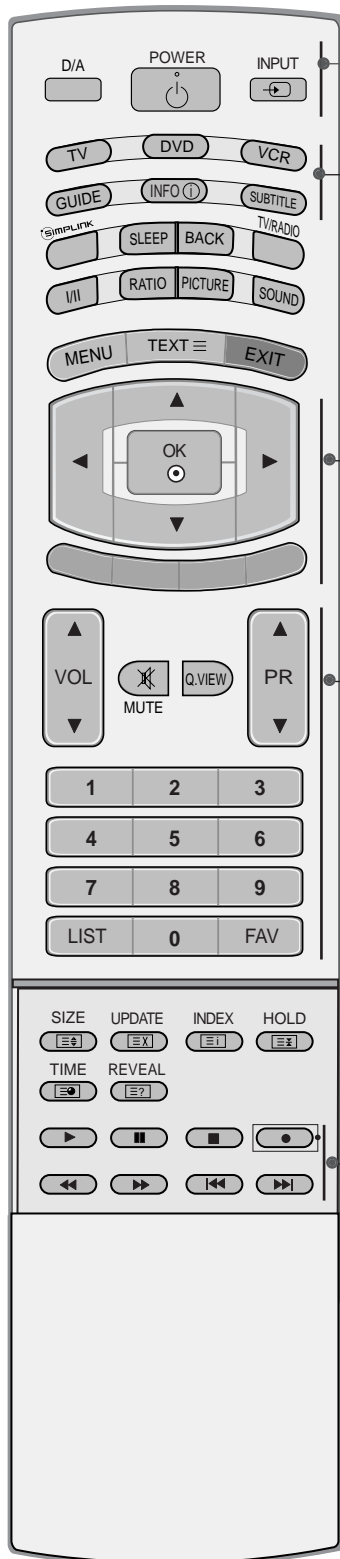 D/A POWER INPUT
TV DVD VCR
GUIDE INFO i SUBTITLE
SIMPLINK SLEEP BACK TV/RADIO
I/II RATIO PICTURE SOUND
MENU TEXT EXIT
OK
VOL PR
Q.VIEW
MUTE
1 2 3
4 5 6
7 8 9
LIST 0 FAV
SIZE UPDATE INDEX HOLD
X i
TIME REVEAL
?